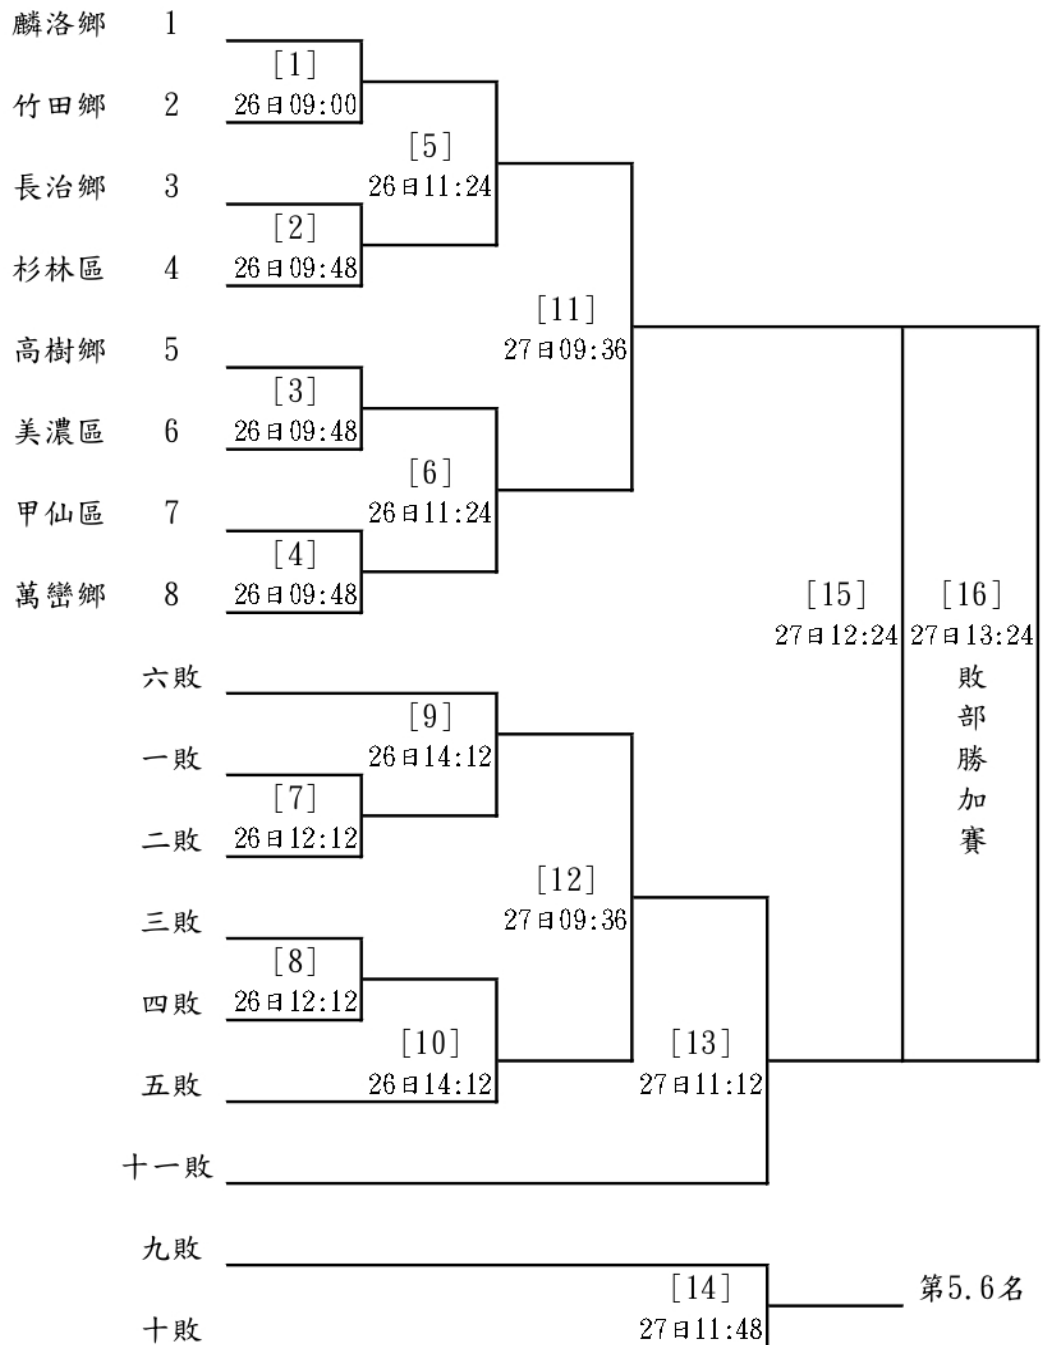 麟洛鄉 1
[1]
竹田鄉 2 26日09:00
[5]
長治鄉 3 26日11:24
[2]
杉林區 4 26日09:48
[11]
高樹鄉 5 27日09:36
[3]
美濃區 6 26日09:48
[6]
甲仙區 7 26日11:24
[4]
萬巒鄉 8 26日09:48
[15] [16]
27日12:24 27日13:24
六敗 敗
[9] 部
一敗 26日14:12 勝
[7] 加
二敗 26日12:12 賽
[12]
三敗 27日09:36
[8]
四敗 26日12:12
[10] [13]
五敗 26日14:12 27日11:12
十一敗
九敗
[14] 第5.6名
十敗 27日11:48